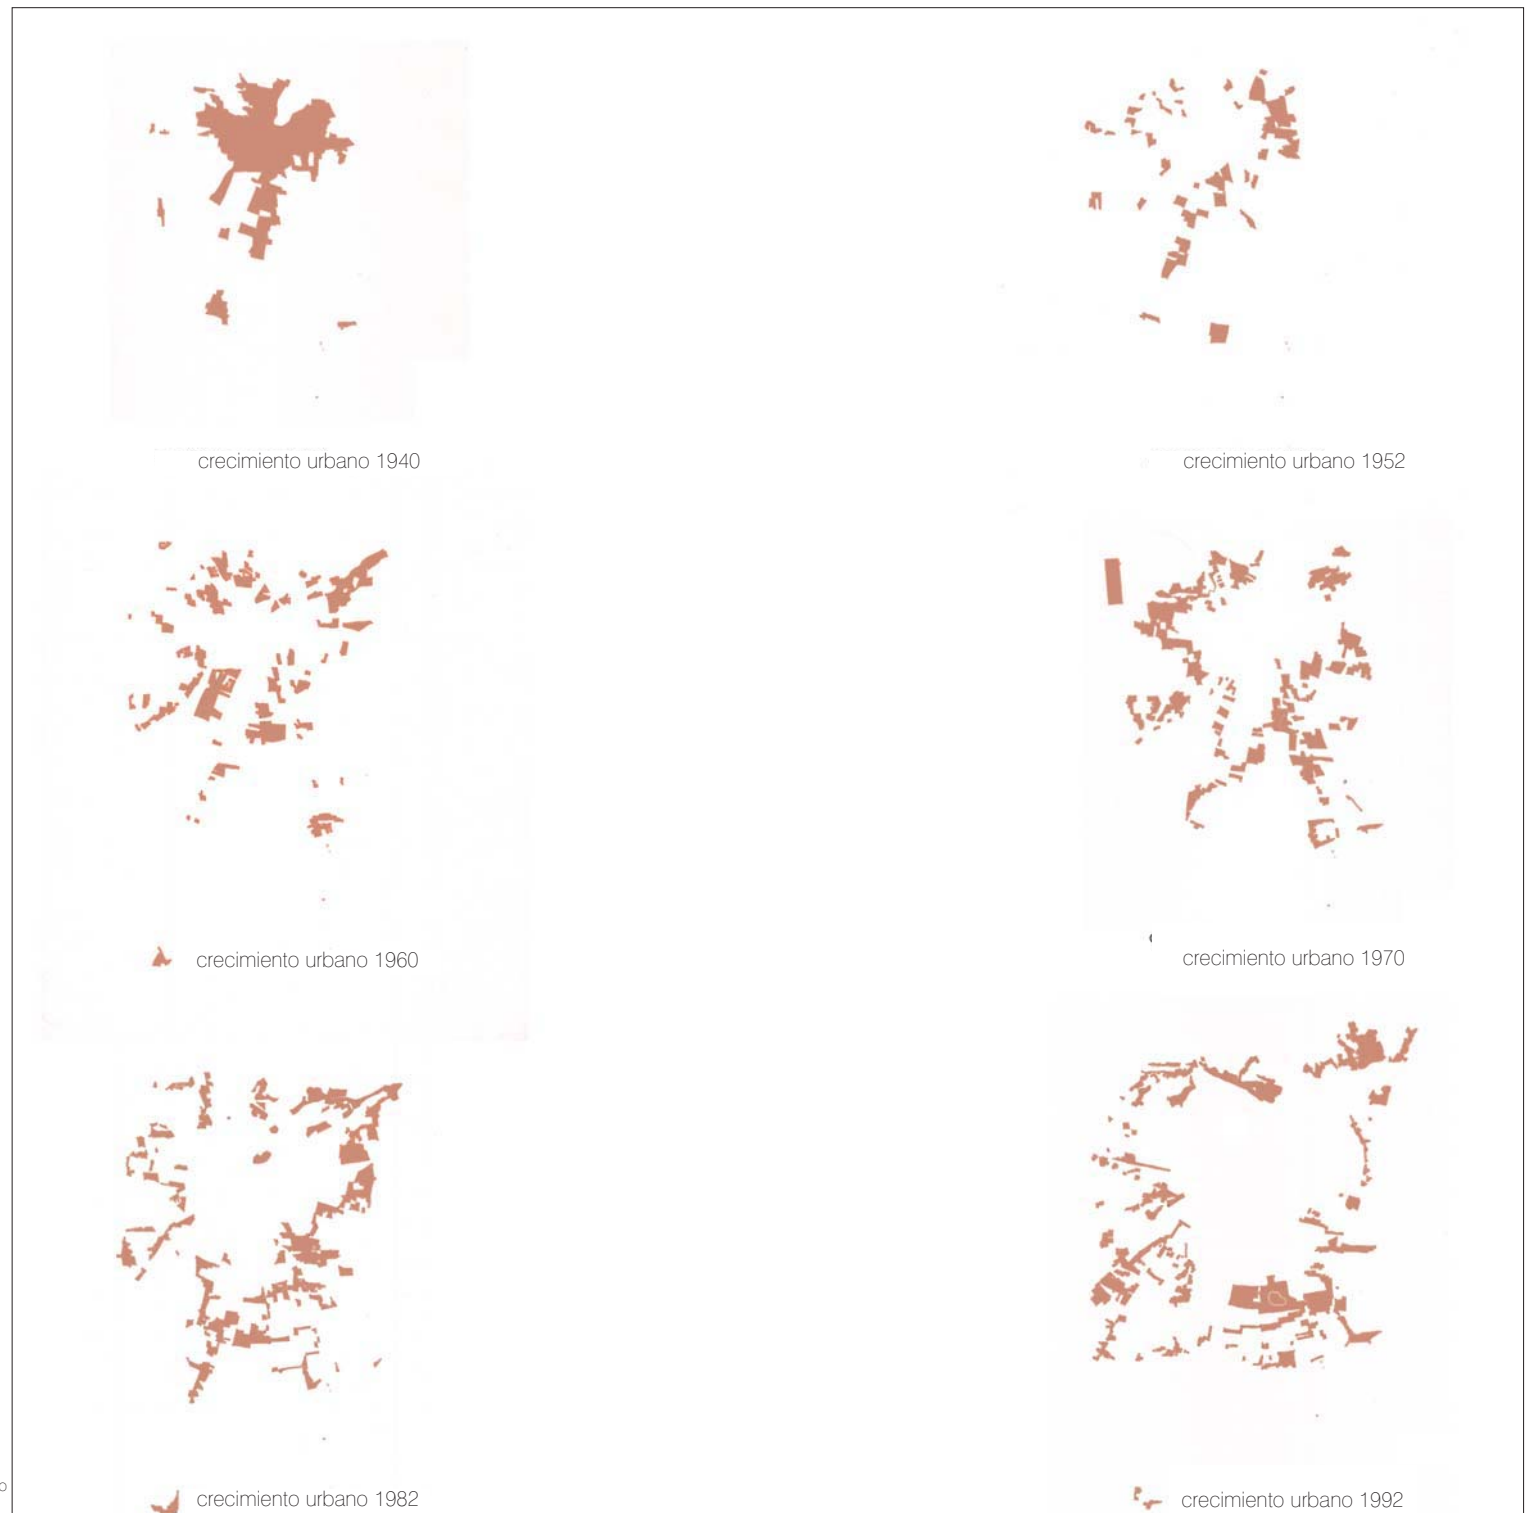 crecimiento urbano 1940
crecimiento urbano 1952
crecimiento urbano 1960
crecimiento urbano 1970
crecimiento urbano 1982
crecimiento urbano 1992